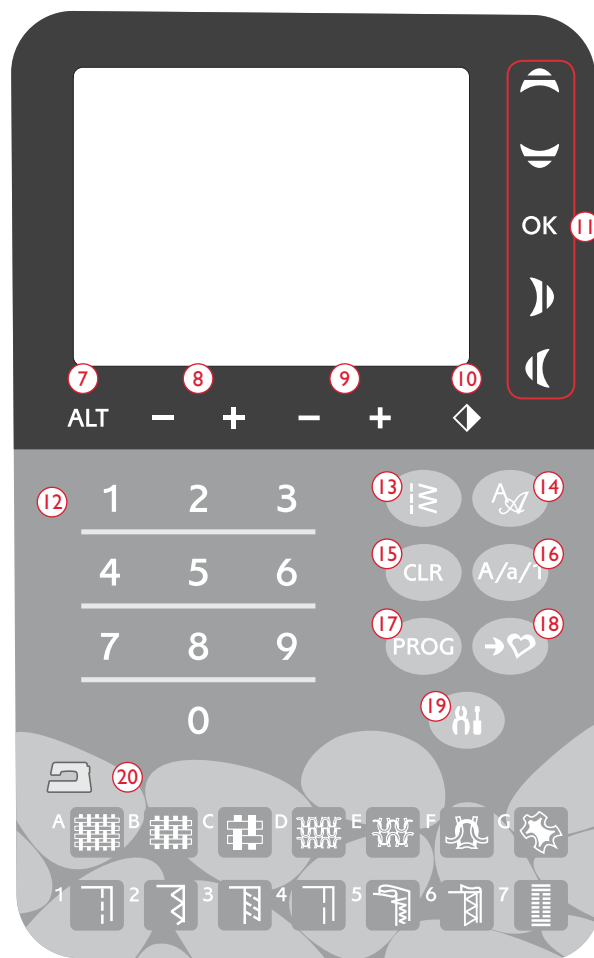 OK 11
7 8 9 10
ALT − + − +
12 1 2 3 13 14
4 5 6 15 CLR 16 A/a/1
7 8 9 17 PROG 18
0 19
20
A B C D E F G
1 2 3 4 5 6 7